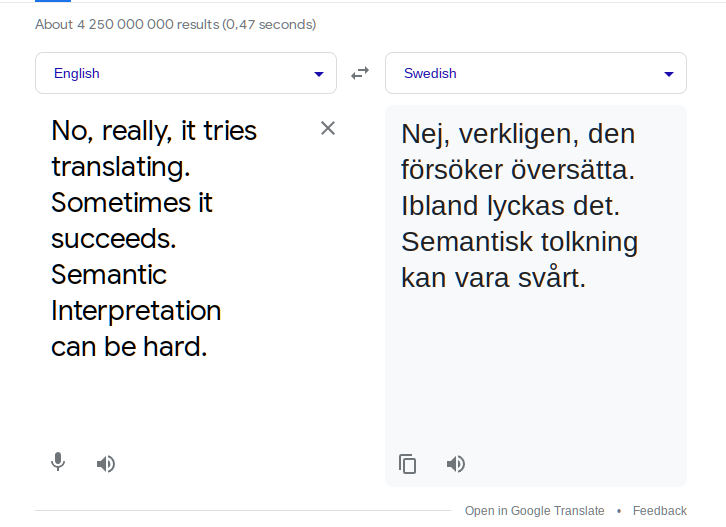 About 4 250 000 000 results (0,47 seconds)
English
Swedish
No, really, it tries
translating.
Sometimes it
succeeds.
Semantic
Interpretation
can be hard.
Nej, verkligen, den
försöker översätta.
Ibland lyckas det.
Semantisk tolkning
kan vara svårt.
Open in Google Translate • Feedback